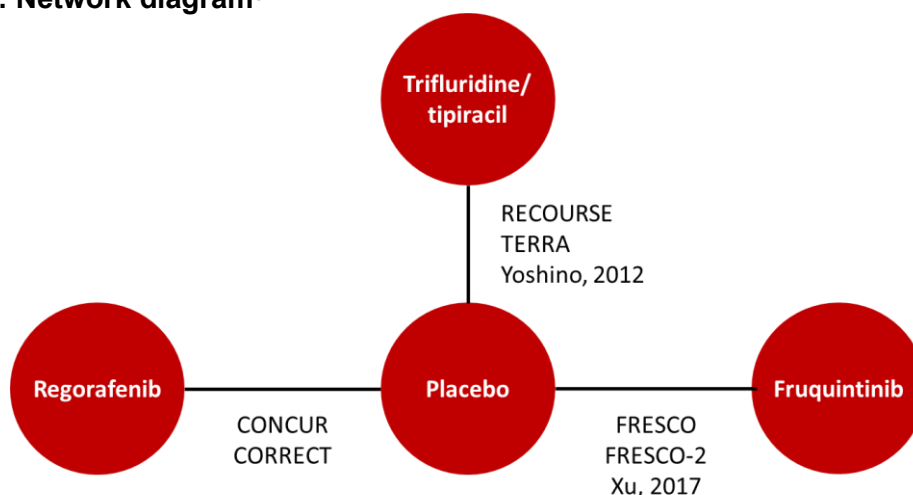 . Network diagram
Trifluridine/
tipiracil
RECOURSE
TERRA
Yoshino, 2012
Regorafenib
Placebo
Fruquintinib
CONCUR
CORRECT
FRESCO
FRESCO-2
Xu, 2017